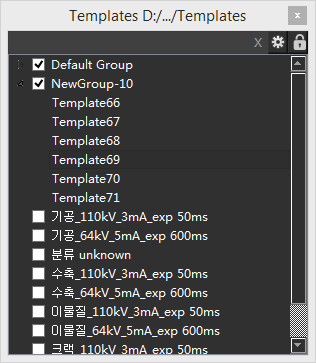 Templates D:/.../Templates
x
X
Default Group
NewGroup-10
Template66
Template67
Template68
Template69
Template70
Template71
기공_110kV_3mA_exp 50ms
기공_64kV_5mA_exp 600ms
분류 unknown
수축_110kV_3mA_exp 50ms
수축_64kV_5mA_exp 600ms
이물질_110kV_3mA_exp 50ms
이물질_64kV_5mA_exp 600ms
크랙_110kV_3mA_exp 50ms